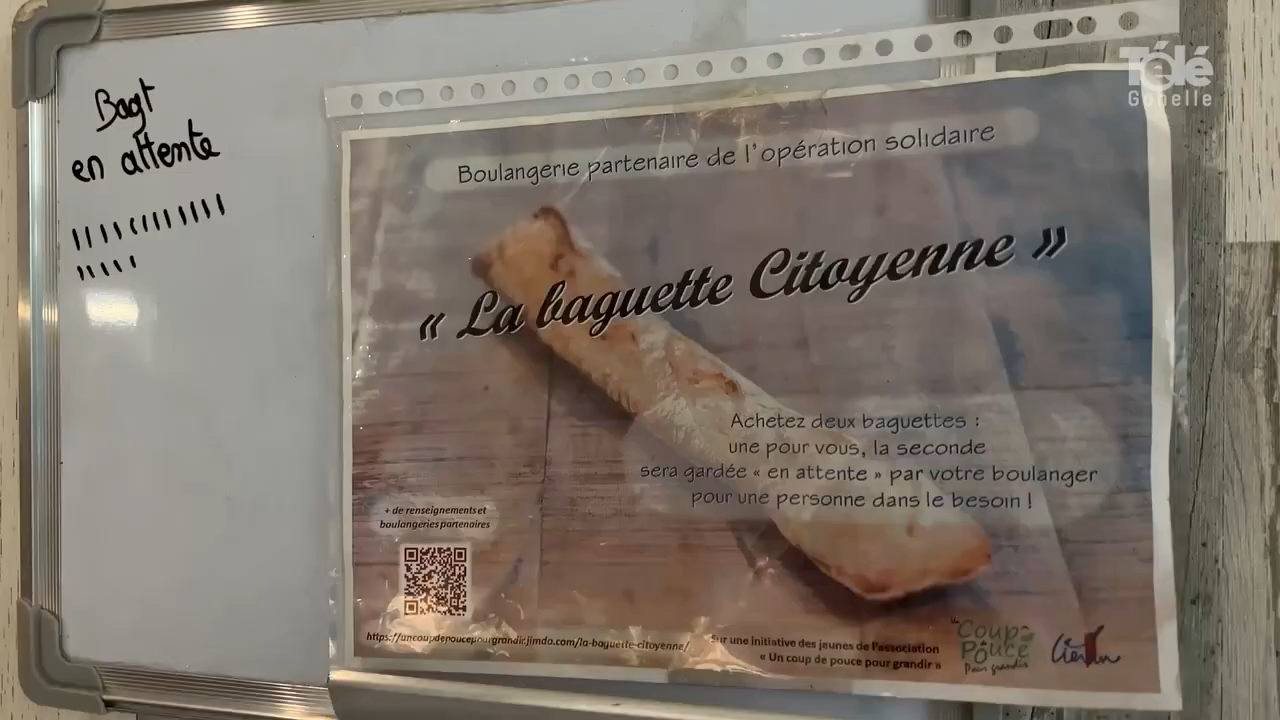 Bagt
en attente
Télé
Gohelle
Boulangerie partenaire de l'opération solidaire
« La baguette Citoyenne »
Achetez deux baguettes :
une pour vous, la seconde
sera gardée « en attente » par votre boulanger
pour une personne dans le besoin !
+ de renseignements et
boulangeries partenaires
https://uncoupdepoucepourgrandir.jimdo.com/la-baguette-citoyenne/
Sur une initiative des jeunes de l'association
« Un coup de pouce pour grandir »
Coup
Pouce
Pour grandir
Liévin